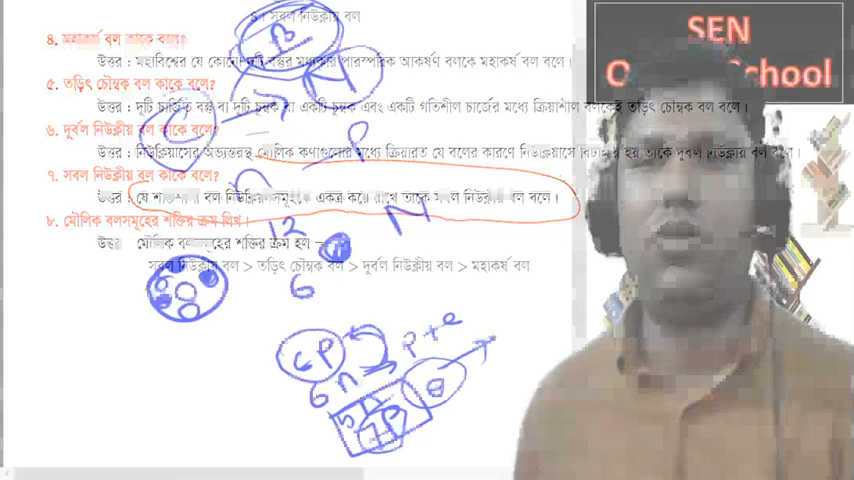 ৪। সবল নিউক্লীয় বল
৪. মহাকর্ষ বল কাকে বলে?
উত্তর : মহাবিশ্বের যে কোনো দুটি বস্তুর মধ্যকার পারস্পরিক আকর্ষণ বলকে মহাকর্ষ বল বলে।
৫. তড়িৎ চৌম্বক বল কাকে বলে?
উত্তর : দুটি চার্জিত বস্তু বা দুটি চুম্বক বা একটি চুম্বক এবং একটি গতিশীল চার্জের মধ্যে ক্রিয়াশীল বলকেই তড়িৎ চৌম্বক বল বলে।
৬. দুর্বল নিউক্লীয় বল কাকে বলে?
উত্তর : নিউক্লিয়াসের অভ্যন্তরস্থ মৌলিক কণাগুলোর মধ্যে ক্রিয়ারত যে বলের কারণে নিউক্লিয়াসে বিটাক্ষয় হয় তাকে দুর্বল নিউক্লীয় বল বলে।
৭. সবল নিউক্লীয় বল কাকে বলে?
উত্তর : যে শক্তিশালী বল নিউক্লিয়নসমূহকে একত্র করে রাখে তাকে সবল নিউক্লীয় বল বলে।
৮. মৌলিক বলসমূহের শক্তির ক্রম লিখ।
উত্তর : মৌলিক বলসমূহের শক্তির ক্রম হল –
সবল নিউক্লীয় বল > তড়িৎ চৌম্বক বল > দুর্বল নিউক্লীয় বল > মহাকর্ষ বল
SEN
School
B
C
N
n
P
12
N
6
6P
P+e
6 n
7P